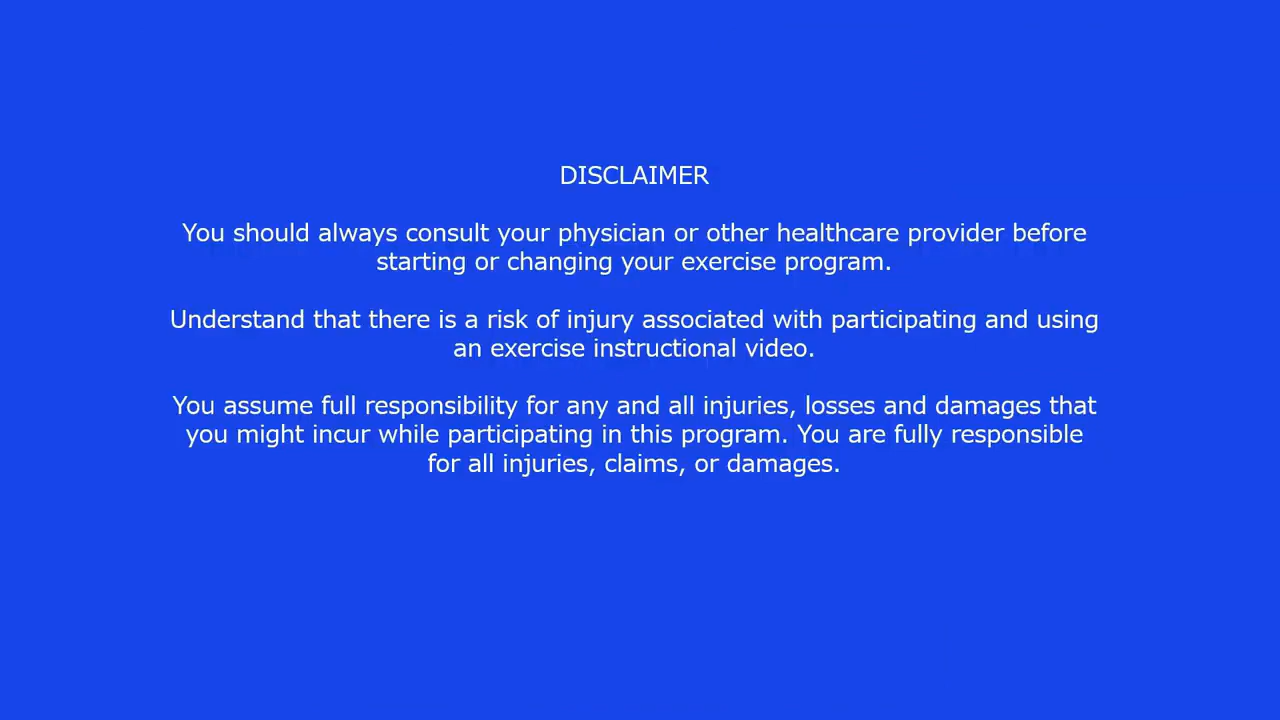 DISCLAIMER
You should always consult your physician or other healthcare provider before
starting or changing your exercise program.
Understand that there is a risk of injury associated with participating and using
an exercise instructional video.
You assume full responsibility for any and all injuries, losses and damages that
you might incur while participating in this program. You are fully responsible
for all injuries, claims, or damages.